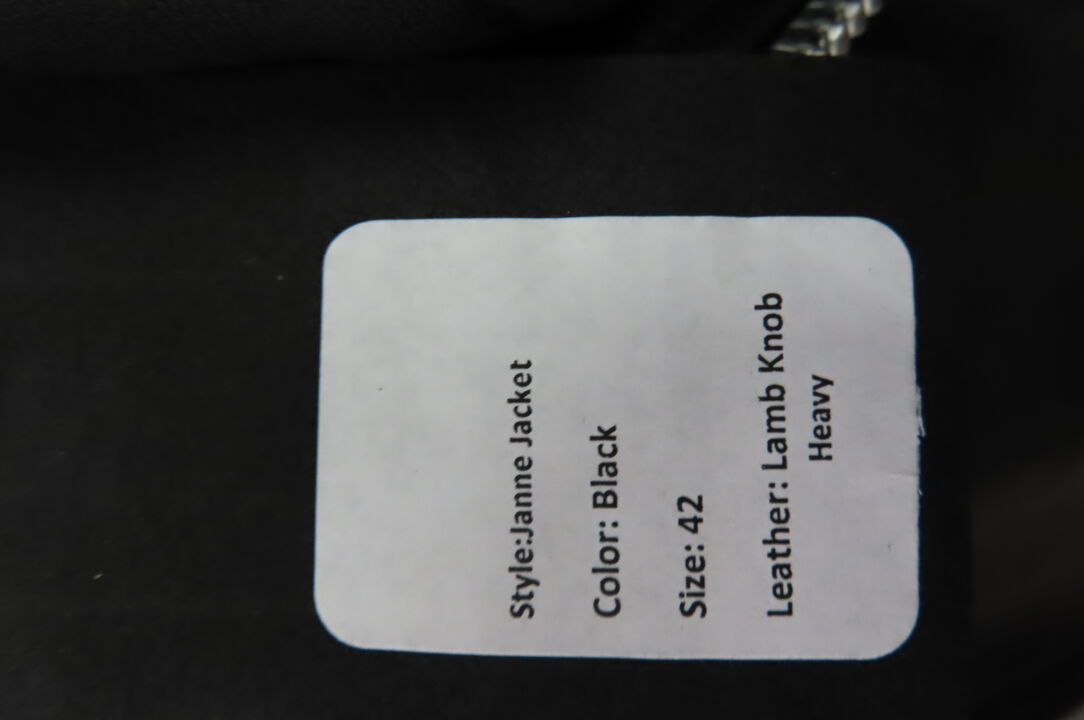 Style:Janne Jacket
Color: Black
Size: 42
Leather: Lamb Knob
Heavy